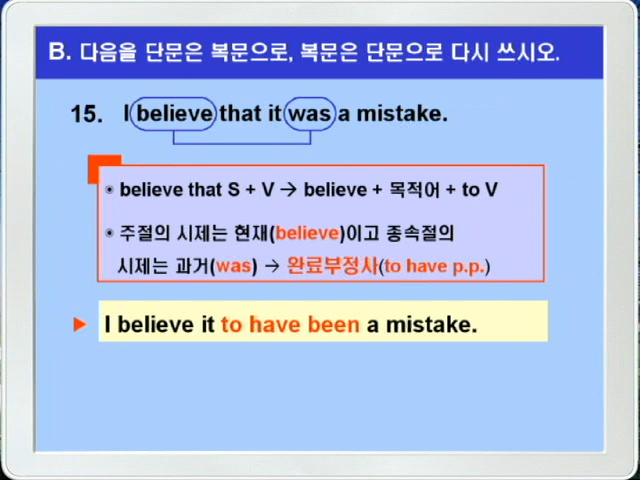 B. 다음을 단문은 복문으로, 복문은 단문으로 다시 쓰시오.
15. I believe that it was a mistake.
◉ believe that S + V → believe + 목적어 + to V
◉ 주절의 시제는 현재(believe)이고 종속절의
시제는 과거(was) → 완료부정사(to have p.p.)
▶ I believe it to have been a mistake.